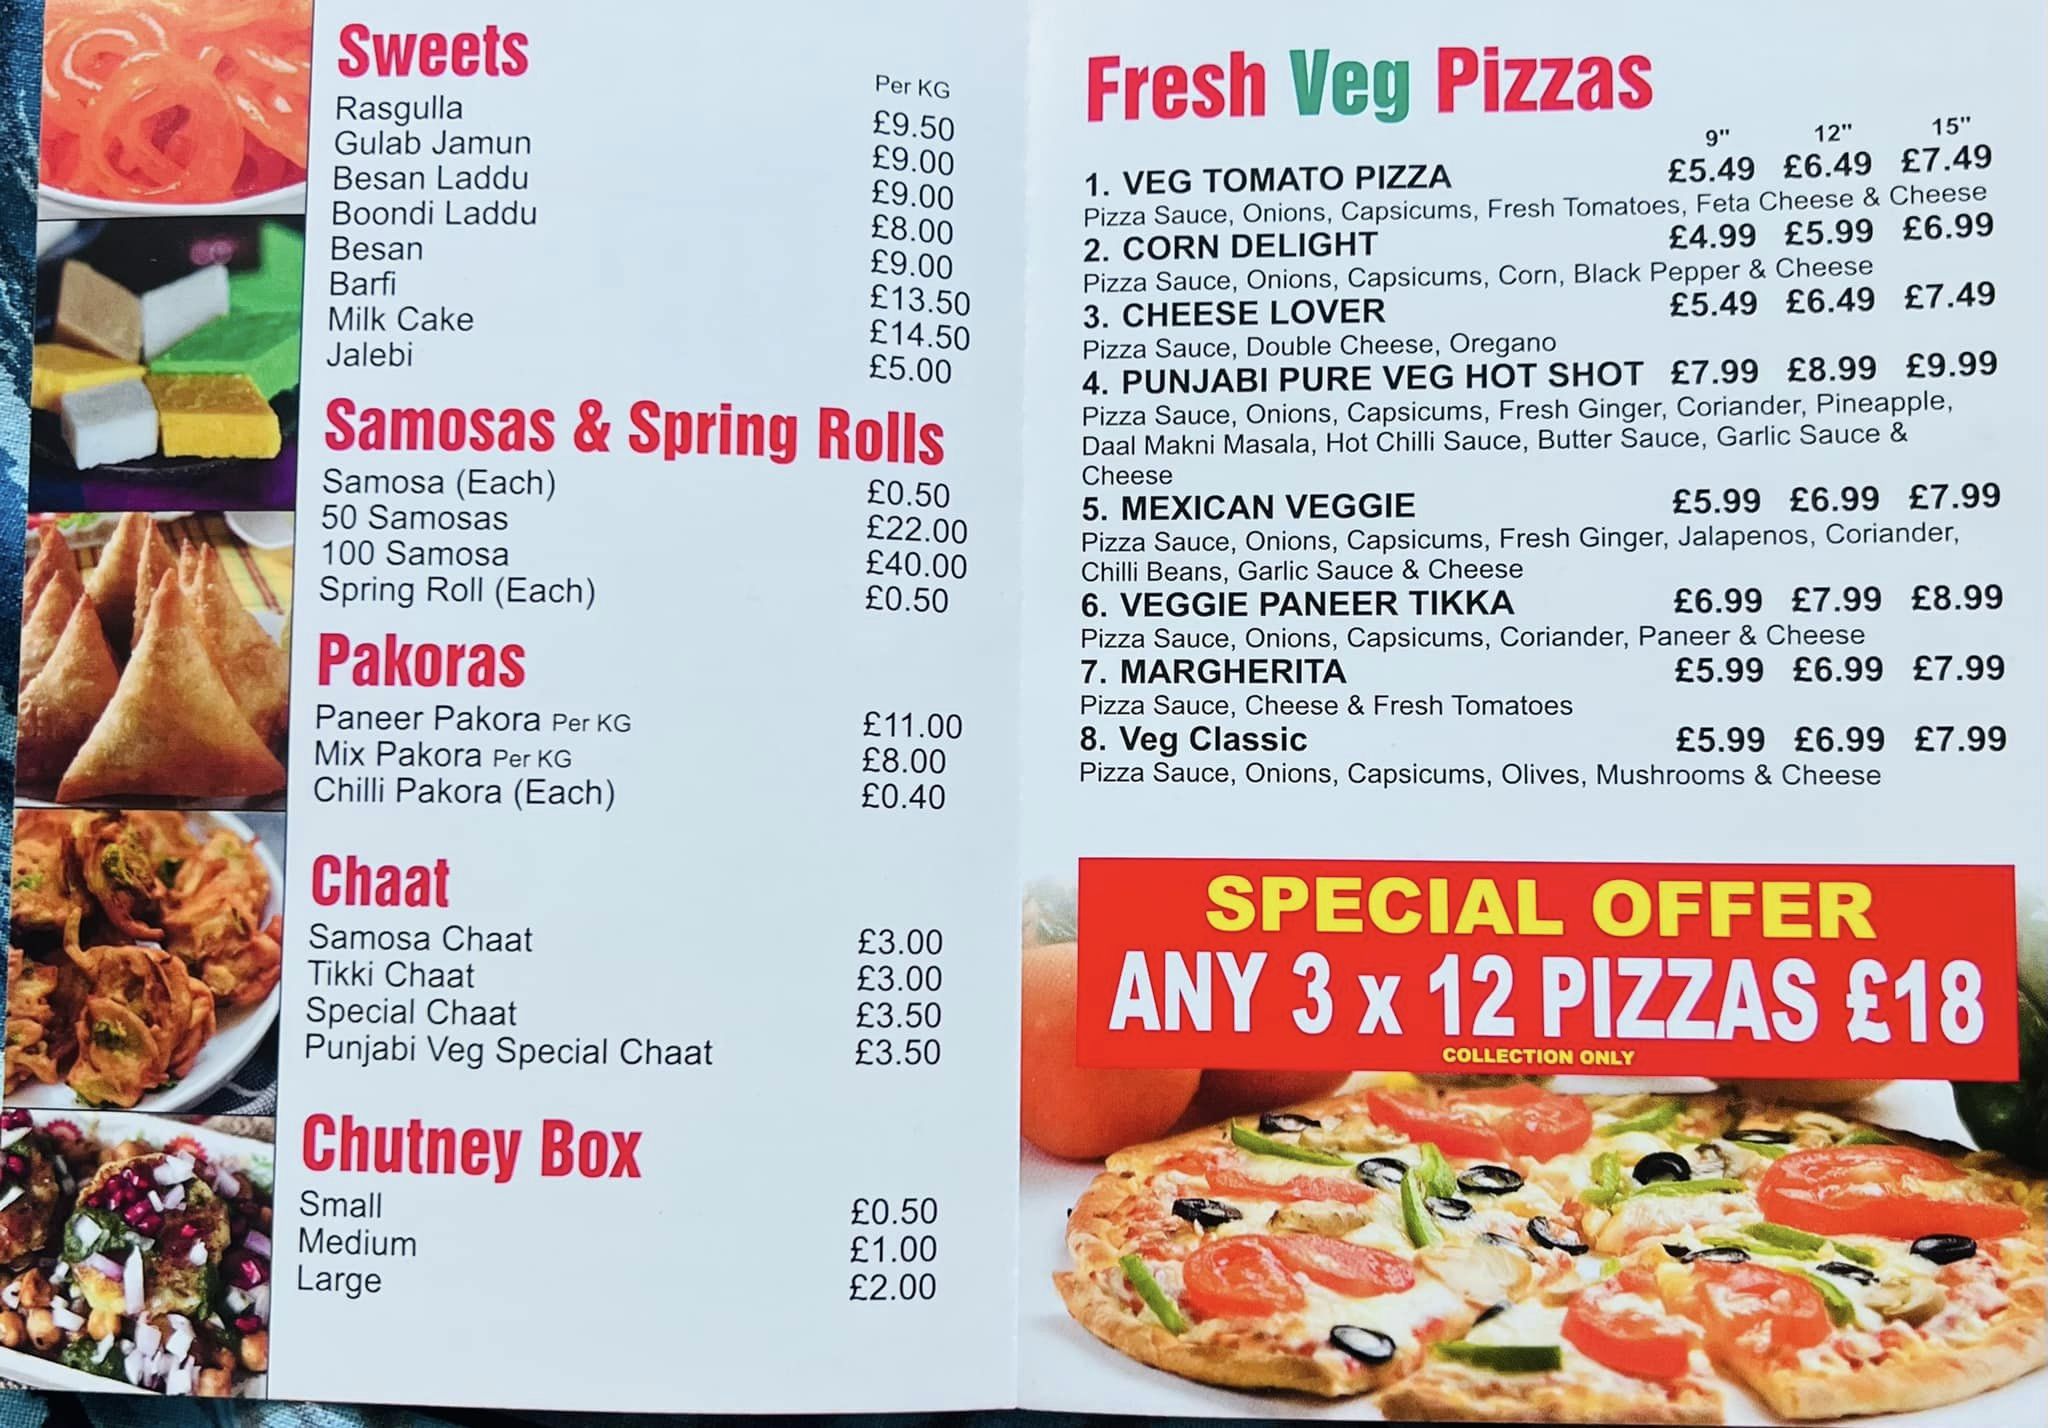 Sweets
Per KG
Rasgulla £9.50
Gulab Jamun £9.00
Besan Laddu £9.00
Boondi Laddu £8.00
Besan £9.00
Barfi £13.50
Milk Cake £14.50
Jalebi £5.00
Samosas & Spring Rolls
Samosa (Each) £0.50
50 Samosas £22.00
100 Samosa £40.00
Spring Roll (Each) £0.50
Pakoras
Paneer Pakora Per KG £11.00
Mix Pakora Per KG £8.00
Chilli Pakora (Each) £0.40
Chaat
Samosa Chaat £3.00
Tikki Chaat £3.00
Special Chaat £3.50
Punjabi Veg Special Chaat £3.50
Chutney Box
Small £0.50
Medium £1.00
Large £2.00
Fresh Veg Pizzas
9" 12" 15"
1. VEG TOMATO PIZZA £5.49 £6.49 £7.49
Pizza Sauce, Onions, Capsicums, Fresh Tomatoes, Feta Cheese & Cheese
2. CORN DELIGHT £4.99 £5.99 £6.99
Pizza Sauce, Onions, Capsicums, Corn, Black Pepper & Cheese
3. CHEESE LOVER £5.49 £6.49 £7.49
Pizza Sauce, Double Cheese, Oregano
4. PUNJABI PURE VEG HOT SHOT £7.99 £8.99 £9.99
Pizza Sauce, Onions, Capsicums, Fresh Ginger, Coriander, Pineapple,
Daal Makni Masala, Hot Chilli Sauce, Butter Sauce, Garlic Sauce &
Cheese
5. MEXICAN VEGGIE £5.99 £6.99 £7.99
Pizza Sauce, Onions, Capsicums, Fresh Ginger, Jalapenos, Coriander,
Chilli Beans, Garlic Sauce & Cheese
6. VEGGIE PANEER TIKKA £6.99 £7.99 £8.99
Pizza Sauce, Onions, Capsicums, Coriander, Paneer & Cheese
7. MARGHERITA £5.99 £6.99 £7.99
Pizza Sauce, Cheese & Fresh Tomatoes
8. Veg Classic £5.99 £6.99 £7.99
Pizza Sauce, Onions, Capsicums, Olives, Mushrooms & Cheese
SPECIAL OFFER
ANY 3 x 12 PIZZAS £18
COLLECTION ONLY